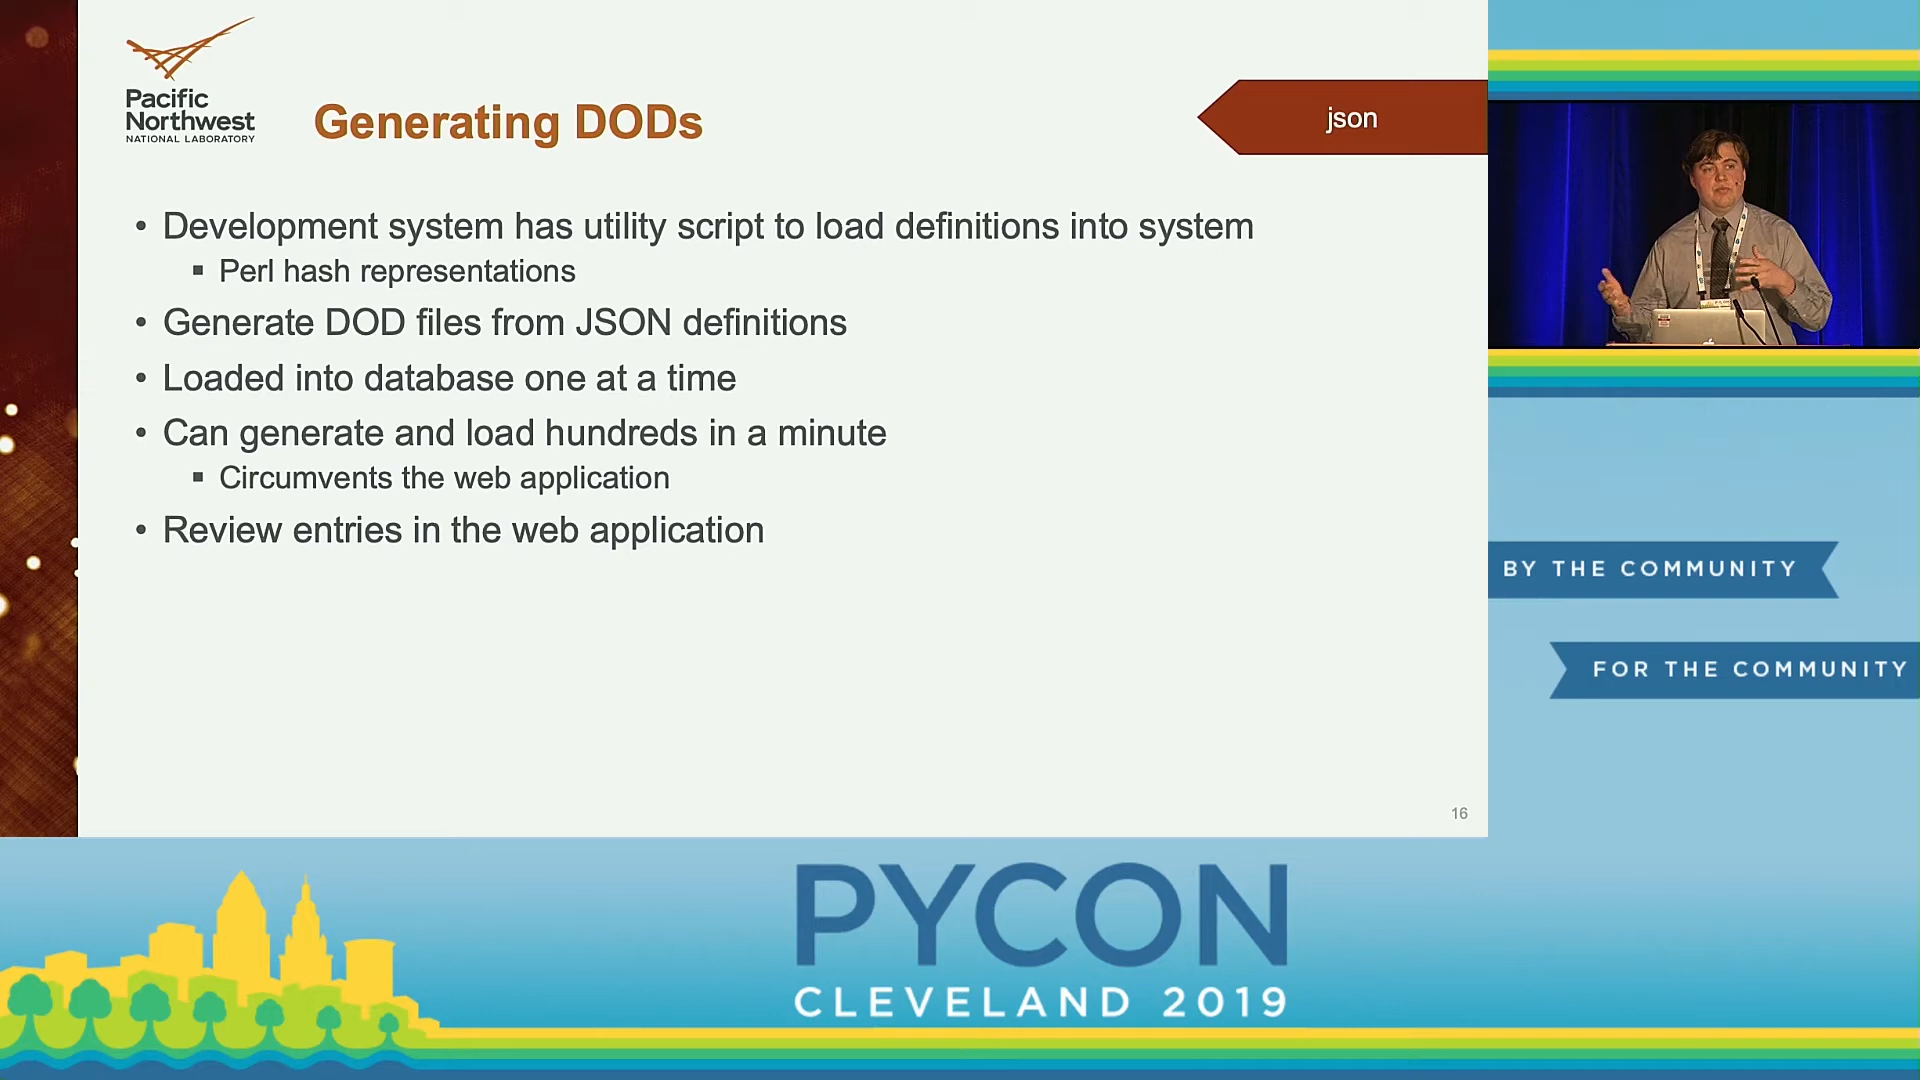 Pacific
Northwest
NATIONAL LABORATORY
Generating DODs
json
• Development system has utility script to load definitions into system
▪ Perl hash representations
• Generate DOD files from JSON definitions
• Loaded into database one at a time
• Can generate and load hundreds in a minute
▪ Circumvents the web application
• Review entries in the web application
16
BY THE COMMUNITY
FOR THE COMMUNITY
PYCON
CLEVELAND 2019